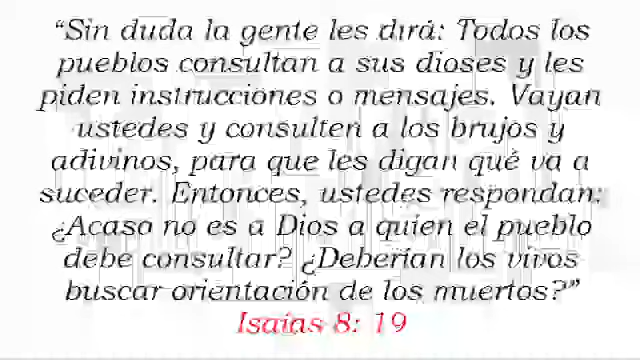 “Sin duda la gente les dirá: Todos los
pueblos consultan a sus dioses y les
piden instrucciones o mensajes. Vayan
ustedes y consulten a los brujos y
adivinos, para que les digan qué va a
suceder. Entonces, ustedes respondan:
¿Acaso no es a Dios a quien el pueblo
debe consultar? ¿Deberían los vivos
buscar orientación de los muertos?”
Isaías 8: 19